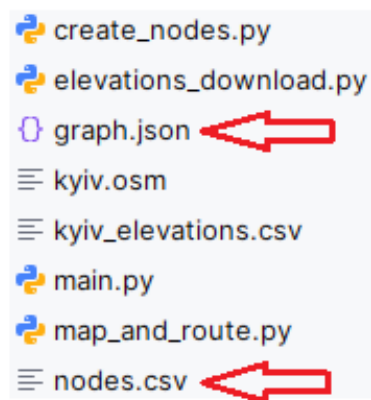 create_nodes.py
elevations_download.py
graph.json
kyiv.osm
kyiv_elevations.csv
main.py
map_and_route.py
nodes.csv